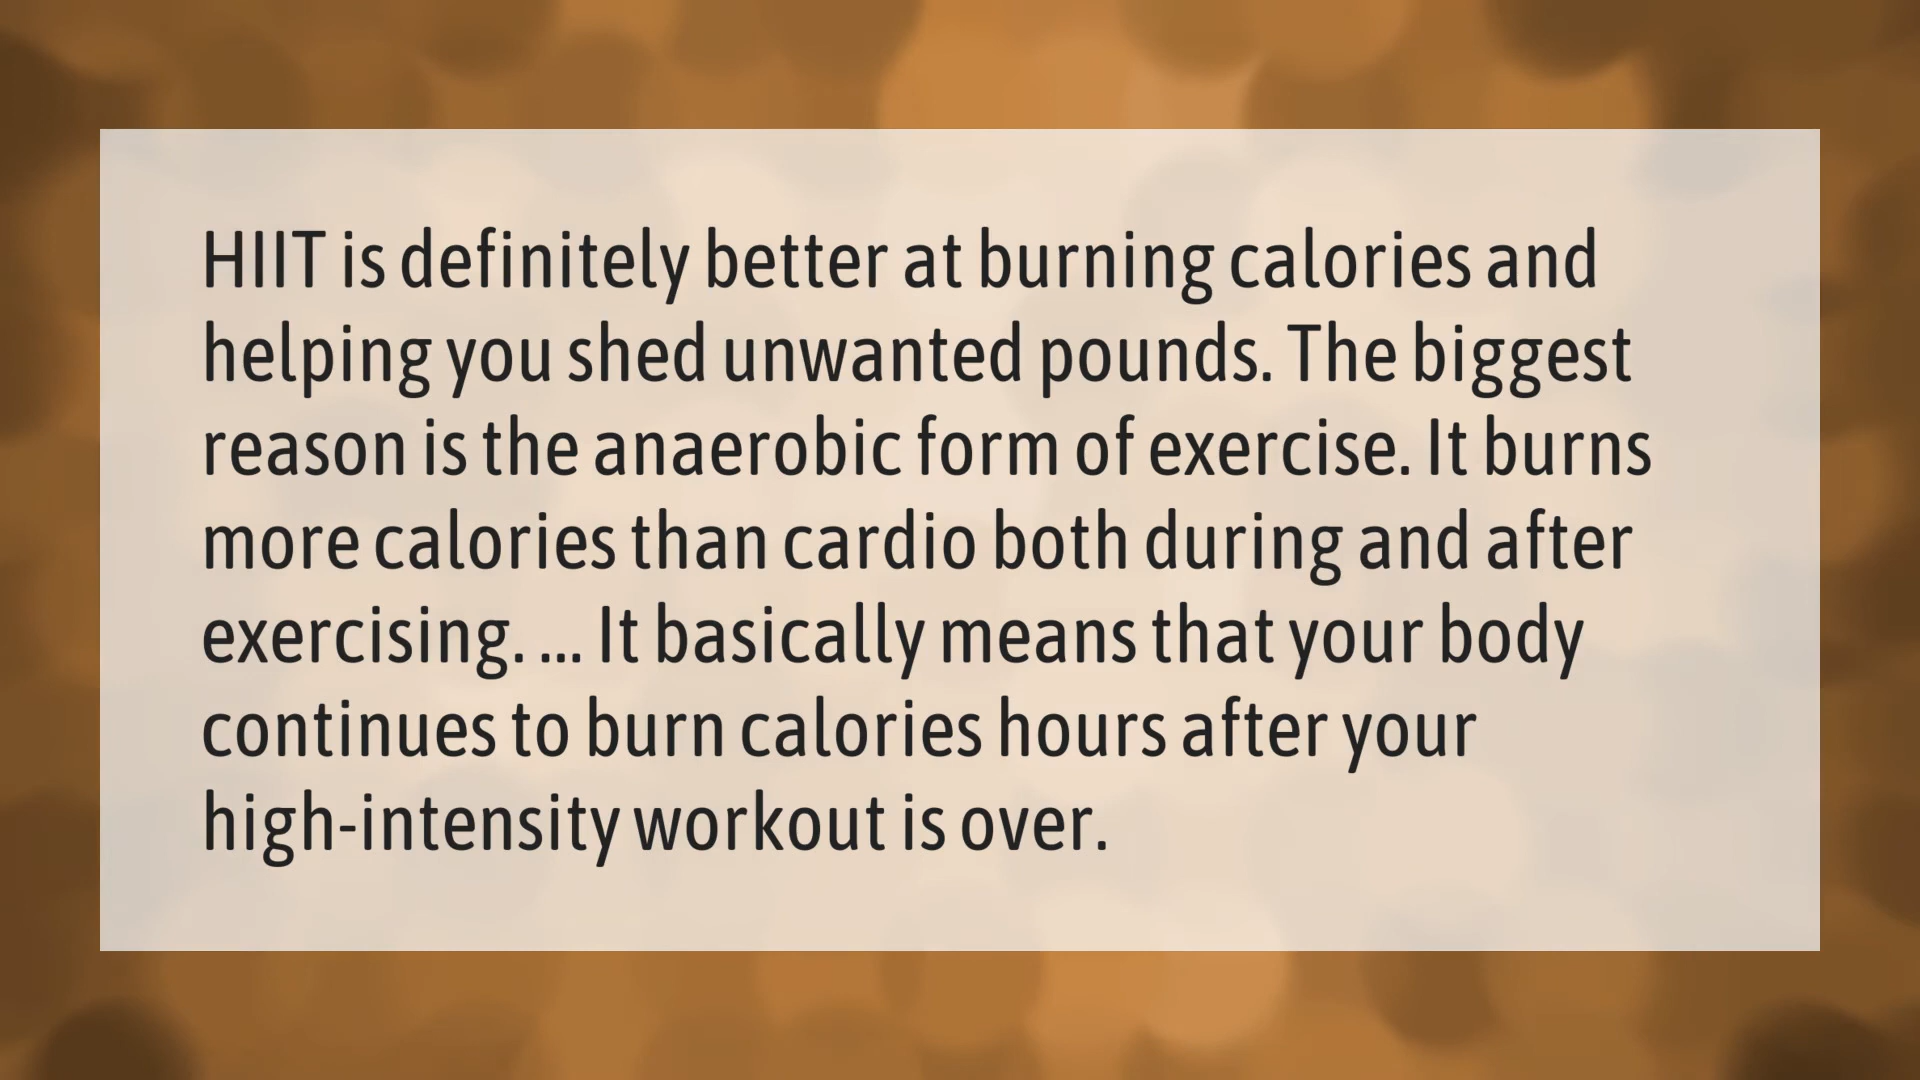 HIIT is definitely better at burning calories and
helping you shed unwanted pounds. The biggest
reason is the anaerobic form of exercise. It burns
more calories than cardio both during and after
exercising. ... It basically means that your body
continues to burn calories hours after your
high-intensity workout is over.